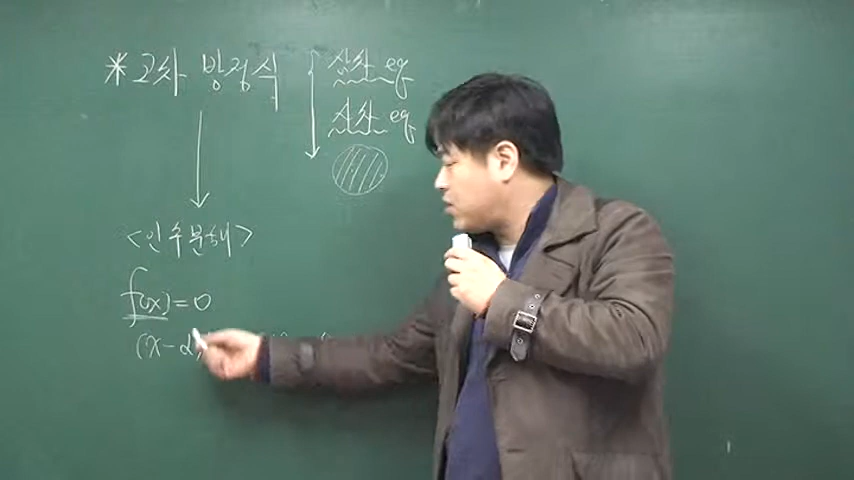 * 고차 방정식
삼차 eq
사차 eq
<인수분해>
f(x) = 0
(x-α)